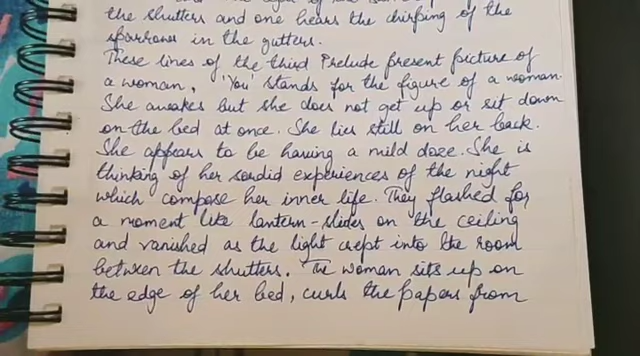 the shutters and one hears the chirping of the
sparrows in the gutters.
These lines of the third Prelude present picture of
a woman. 'You' stands for the figure of a woman.
She awakes but she does not get up or sit down
on the bed at once. She lies still on her back.
She appears to be having a mild doze. She is
thinking of her sordid experiences of the night
which compose her inner life. They flashed for
a moment like lantern-slides on the ceiling
and vanished as the light crept into the room
between the shutters. The woman sits up on
the edge of her bed, curls the papers from